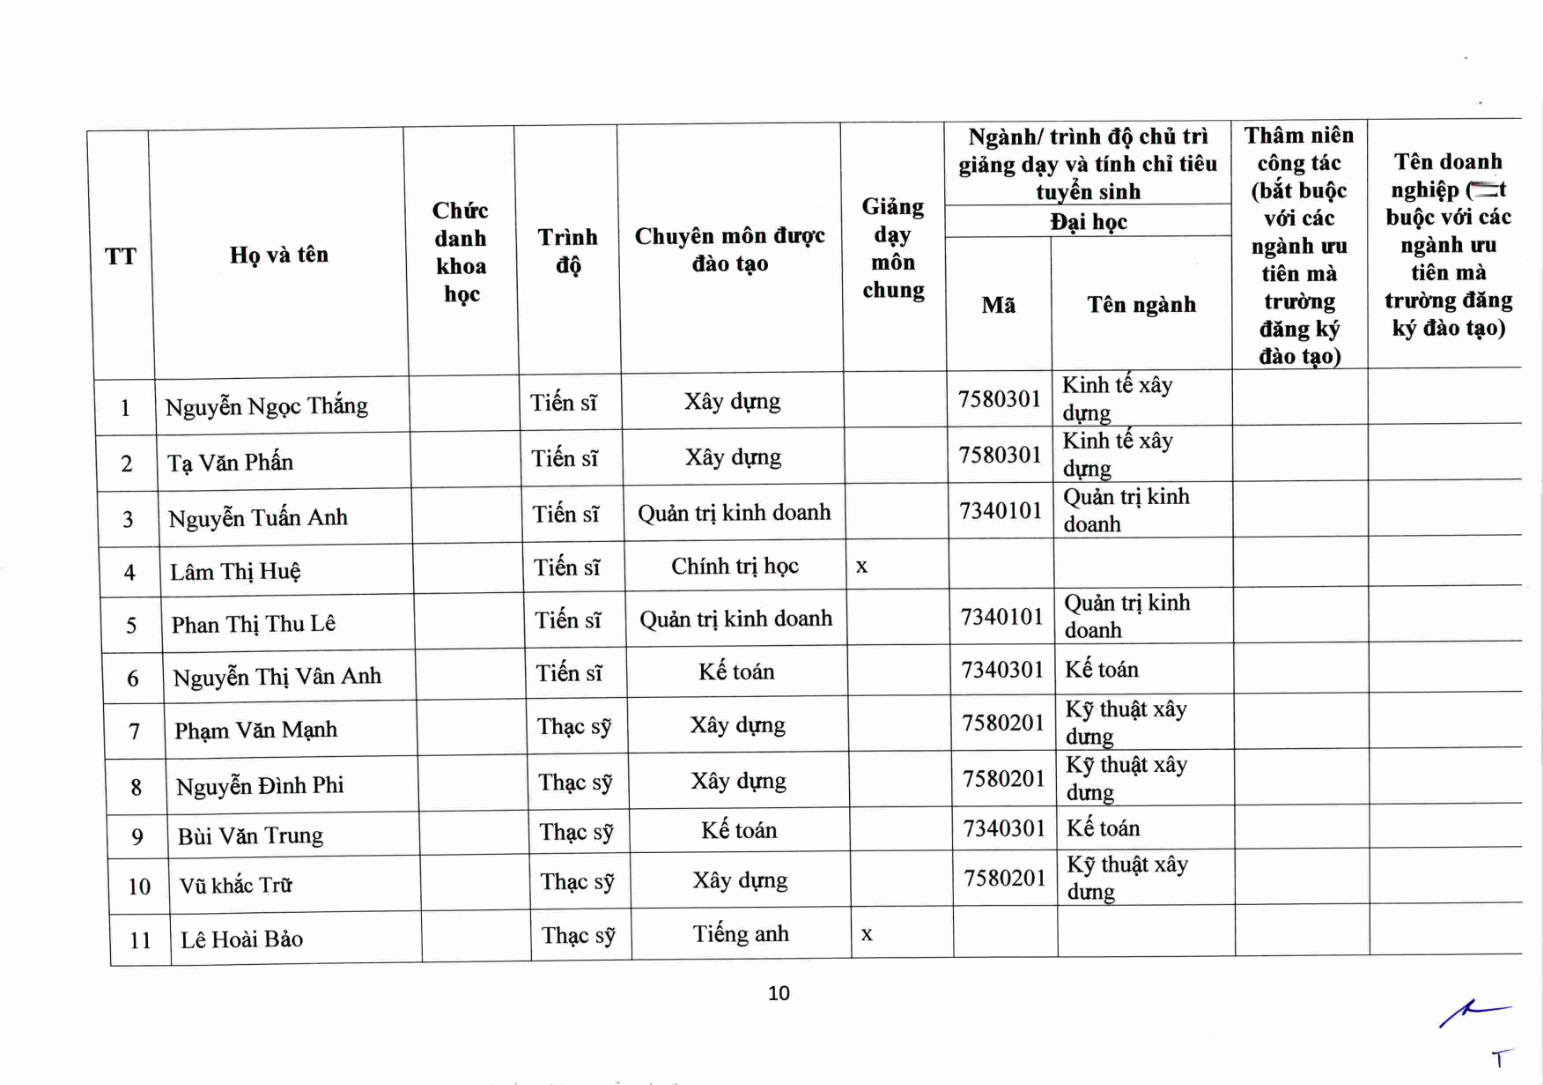 TT
Họ và tên
Chức
danh
khoa
học
Trình
độ
Chuyên môn được
đào tạo
Giảng
dạy
môn
chung
Ngành/ trình độ chủ trì
giảng dạy và tính chỉ tiêu
tuyển sinh
Đại học
Mã
Tên ngành
Thâm niên
công tác
(bắt buộc
với các
ngành ưu
tiên mà
trường
đăng ký
đào tạo)
Tên doanh
nghiệp (
buộc với các
ngành ưu
tiên mà
trường đăng
ký đào tạo)
1 Nguyễn Ngọc Thắng Tiến sĩ Xây dựng 7580301 Kinh tế xây
dựng
2 Tạ Văn Phấn Tiến sĩ Xây dựng 7580301 Kinh tế xây
dựng
3 Nguyễn Tuấn Anh Tiến sĩ Quản trị kinh doanh 7340101 Quản trị kinh
doanh
4 Lâm Thị Huệ Tiến sĩ Chính trị học x
5 Phan Thị Thu Lê Tiến sĩ Quản trị kinh doanh 7340101 Quản trị kinh
doanh
6 Nguyễn Thị Vân Anh Tiến sĩ Kế toán 7340301 Kế toán
7 Phạm Văn Mạnh Thạc sỹ Xây dựng 7580201 Kỹ thuật xây
dưng
8 Nguyễn Đình Phi Thạc sỹ Xây dựng 7580201 Kỹ thuật xây
dưng
9 Bùi Văn Trung Thạc sỹ Kế toán 7340301 Kế toán
10 Vũ khắc Trữ Thạc sỹ Xây dựng 7580201 Kỹ thuật xây
dưng
11 Lê Hoài Bảo Thạc sỹ Tiếng anh x
10